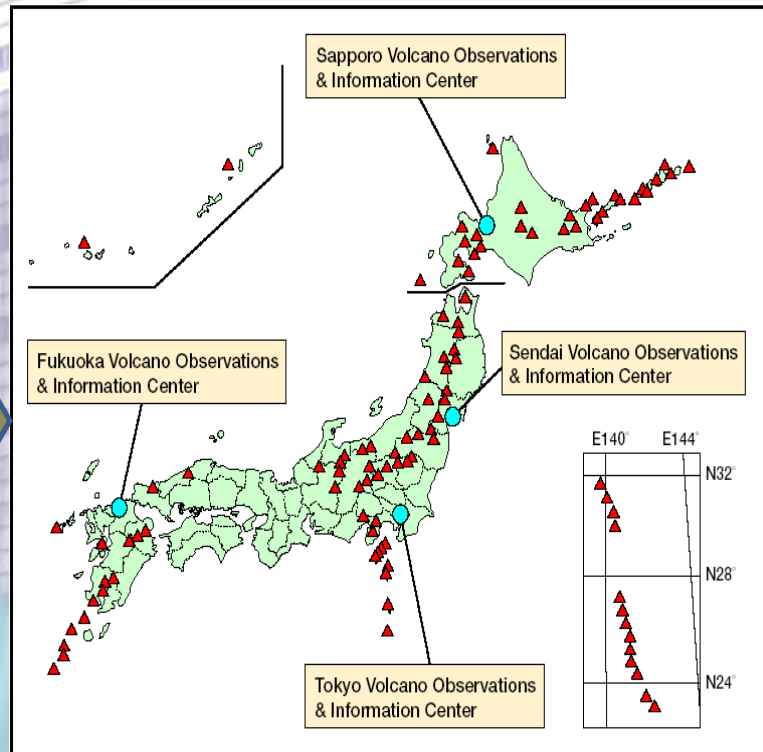 Sapporo Volcano Observations
& Information Center
Fukuoka Volcano Observations
& Information Center
Sendai Volcano Observations
& Information Center
E140° E144°
N32°
N28°
N24°
Tokyo Volcano Observations
& Information Center